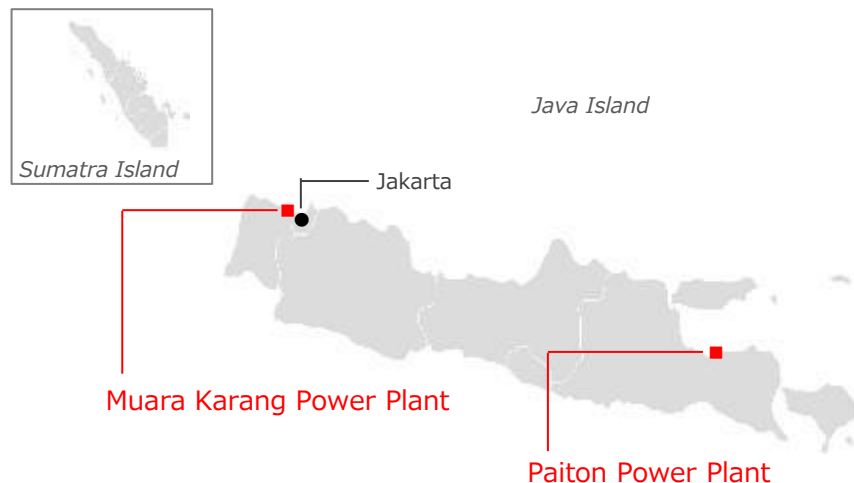 Java Island
Sumatra Island
Jakarta
Muara Karang Power Plant
Paiton Power Plant